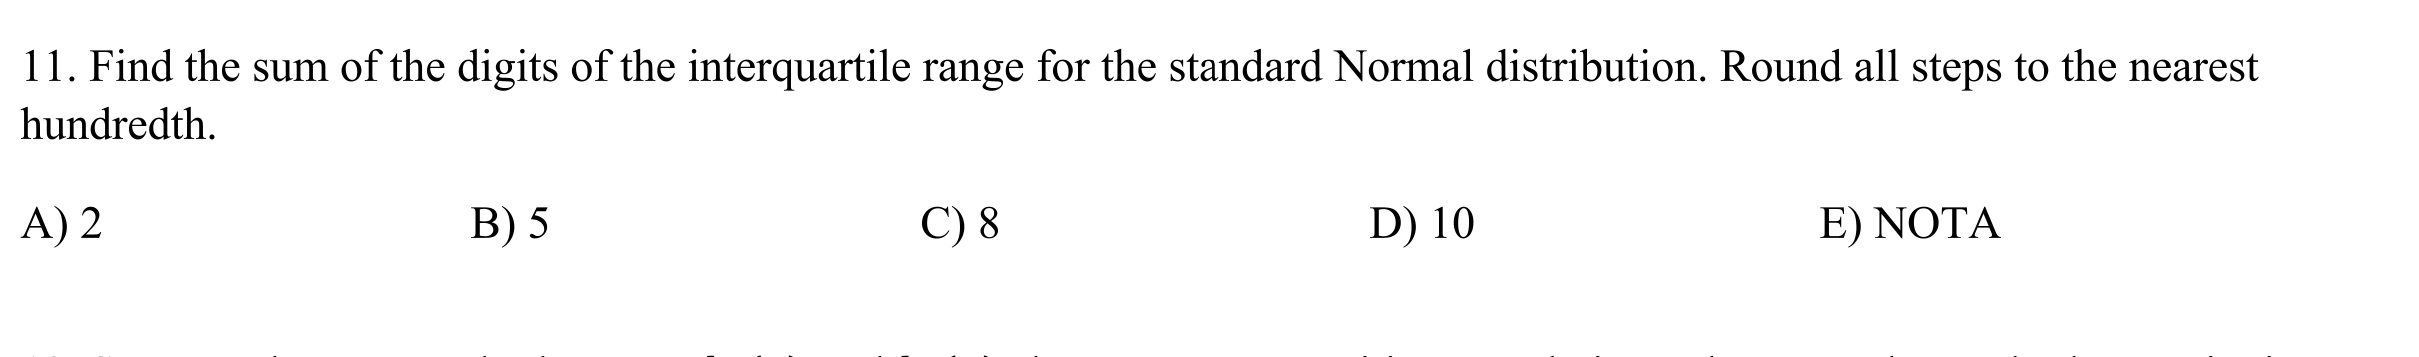 11. Find the sum of the digits of the interquartile range for the standard Normal distribution. Round all steps to the nearest
hundredth.
A) 2 B) 5 C) 8 D) 10 E) NOTA